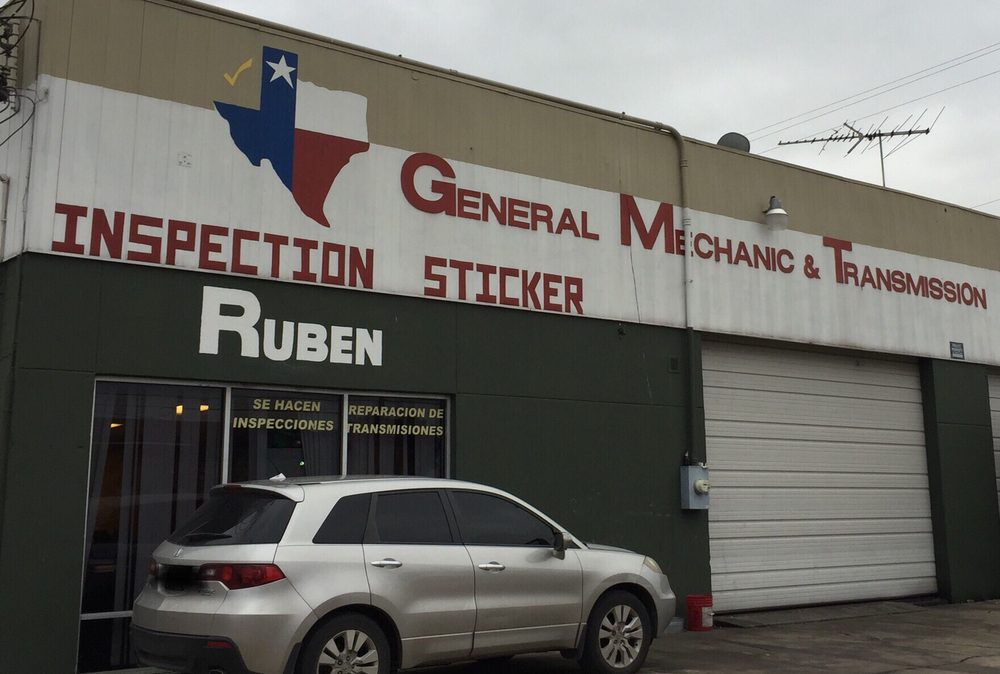 GENERAL MECHANIC & TRANSMISSION
INSPECTION STICKER
RUBEN
SE HACEN
INSPECCIONES
REPARACION DE
TRANSMISIONES